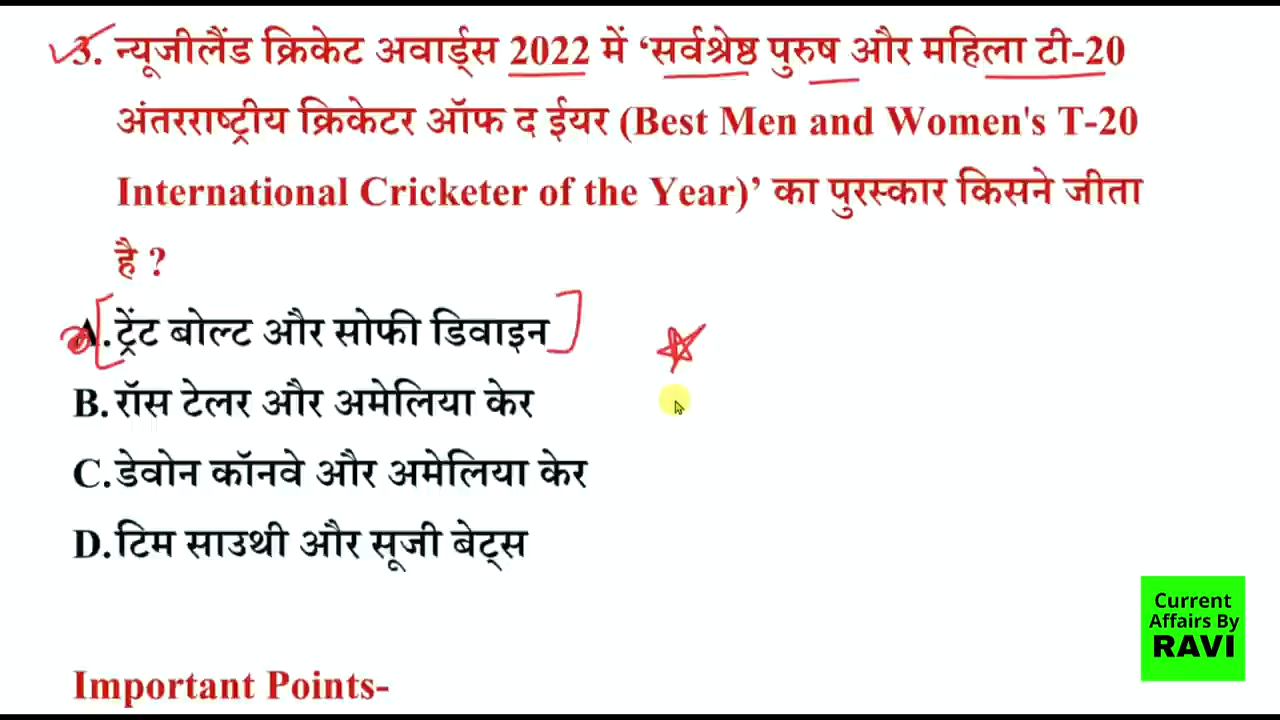 3. न्यूजीलैंड क्रिकेट अवार्ड्स 2022 में ‘सर्वश्रेष्ठ पुरुष और महिला टी-20
अंतरराष्ट्रीय क्रिकेटर ऑफ द ईयर (Best Men and Women's T-20
International Cricketer of the Year)’ का पुरस्कार किसने जीता
है ?
A. ट्रेंट बोल्ट और सोफी डिवाइन
B. रॉस टेलर और अमेलिया केर
C. डेवोन कॉनवे और अमेलिया केर
D. टिम साउथी और सूजी बेट्स
Important Points-
Current
Affairs By
RAVI